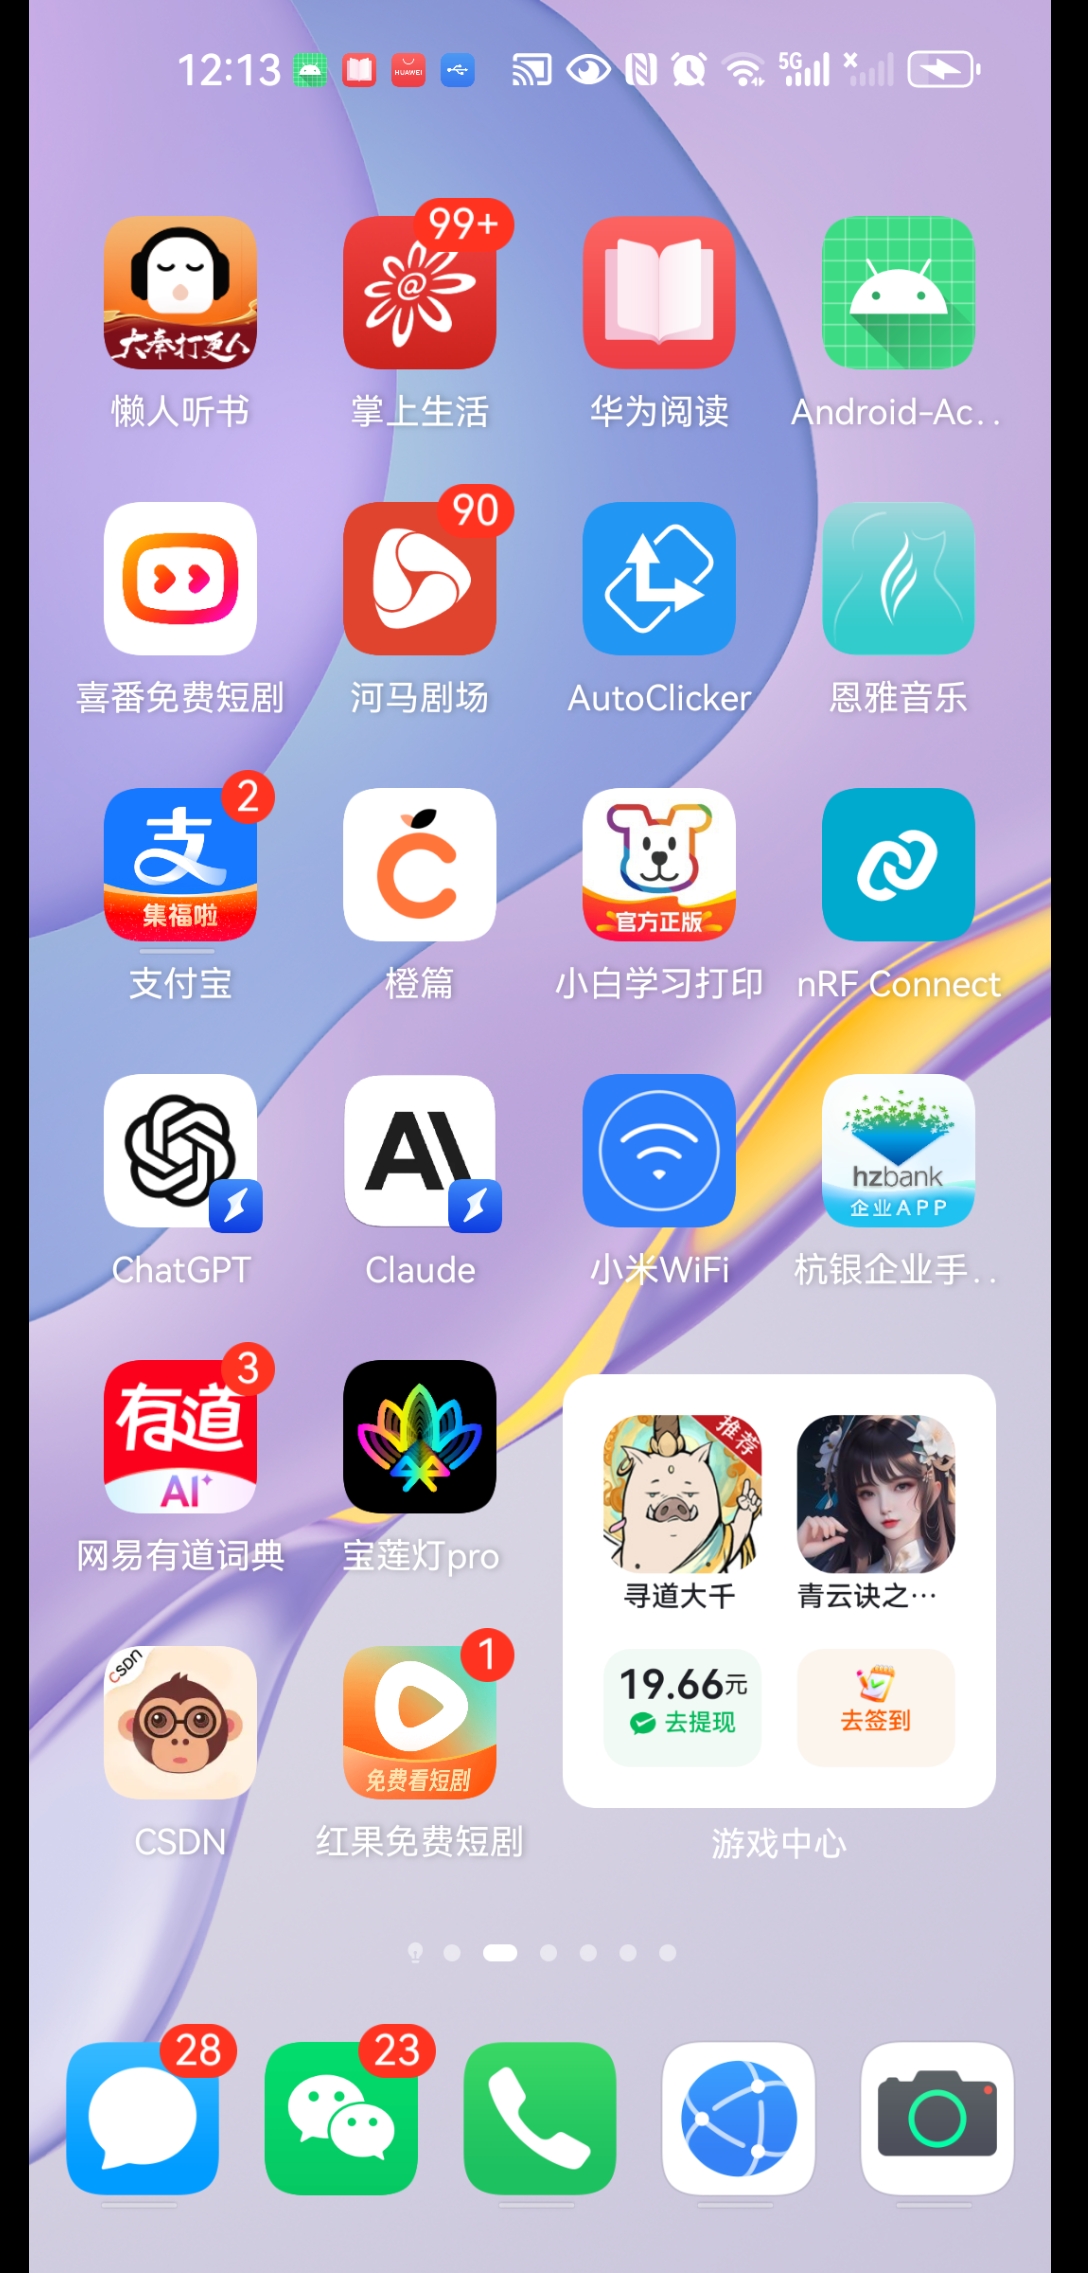 12:13
HUAWEI
5G
99+
大奉打更人
@
懒人听书
掌上生活
华为阅读
Android-Ac..
90
喜番免费短剧
河马剧场
AutoClicker
恩雅音乐
2
支
集福啦
官方正版
支付宝
橙篇
小白学习打印
nRF Connect
hzbank
企业APP
ChatGPT
Claude
小米WiFi
杭银企业手..
3
有道
AI
推荐
网易有道词典
宝莲灯pro
寻道大千
青云诀之…
CSDN
1
19.66元
去提现
去签到
免费看短剧
CSDN
红果免费短剧
游戏中心
28
23